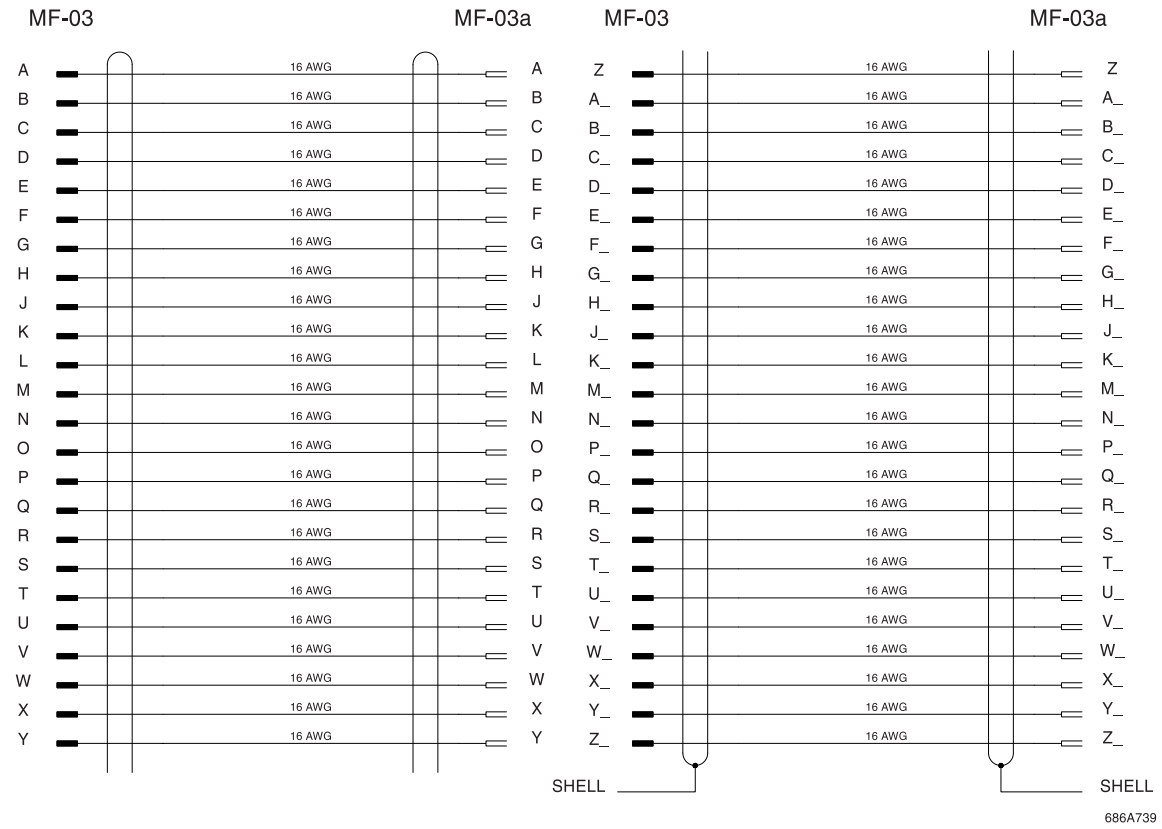 MF-03 MF-03a MF-03 MF-03a
A 16 AWG A Z 16 AWG Z
B 16 AWG B A_ 16 AWG A_
C 16 AWG C B_ 16 AWG B_
D 16 AWG D C_ 16 AWG C_
E 16 AWG E D_ 16 AWG D_
F 16 AWG F E_ 16 AWG E_
G 16 AWG G F_ 16 AWG F_
H 16 AWG H G_ 16 AWG G_
J 16 AWG J H_ 16 AWG H_
K 16 AWG K J_ 16 AWG J_
L 16 AWG L K_ 16 AWG K_
M 16 AWG M M_ 16 AWG M_
N 16 AWG N N_ 16 AWG N_
O 16 AWG O P_ 16 AWG P_
P 16 AWG P Q_ 16 AWG Q_
Q 16 AWG Q R_ 16 AWG R_
R 16 AWG R S_ 16 AWG S_
S 16 AWG S T_ 16 AWG T_
T 16 AWG T U_ 16 AWG U_
U 16 AWG U V_ 16 AWG V_
V 16 AWG V W_ 16 AWG W_
W 16 AWG W X_ 16 AWG X_
X 16 AWG X Y_ 16 AWG Y_
Y 16 AWG Y Z_ 16 AWG Z_
SHELL SHELL
686A739